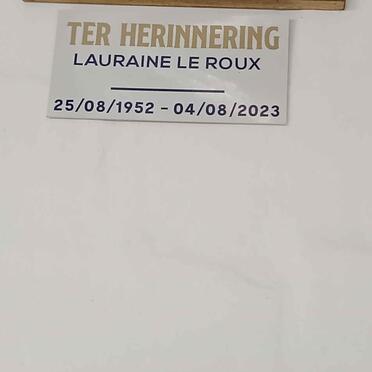 TER HERINNERING
LAURAINE LE ROUX
25/08/1952 - 04/08/2023